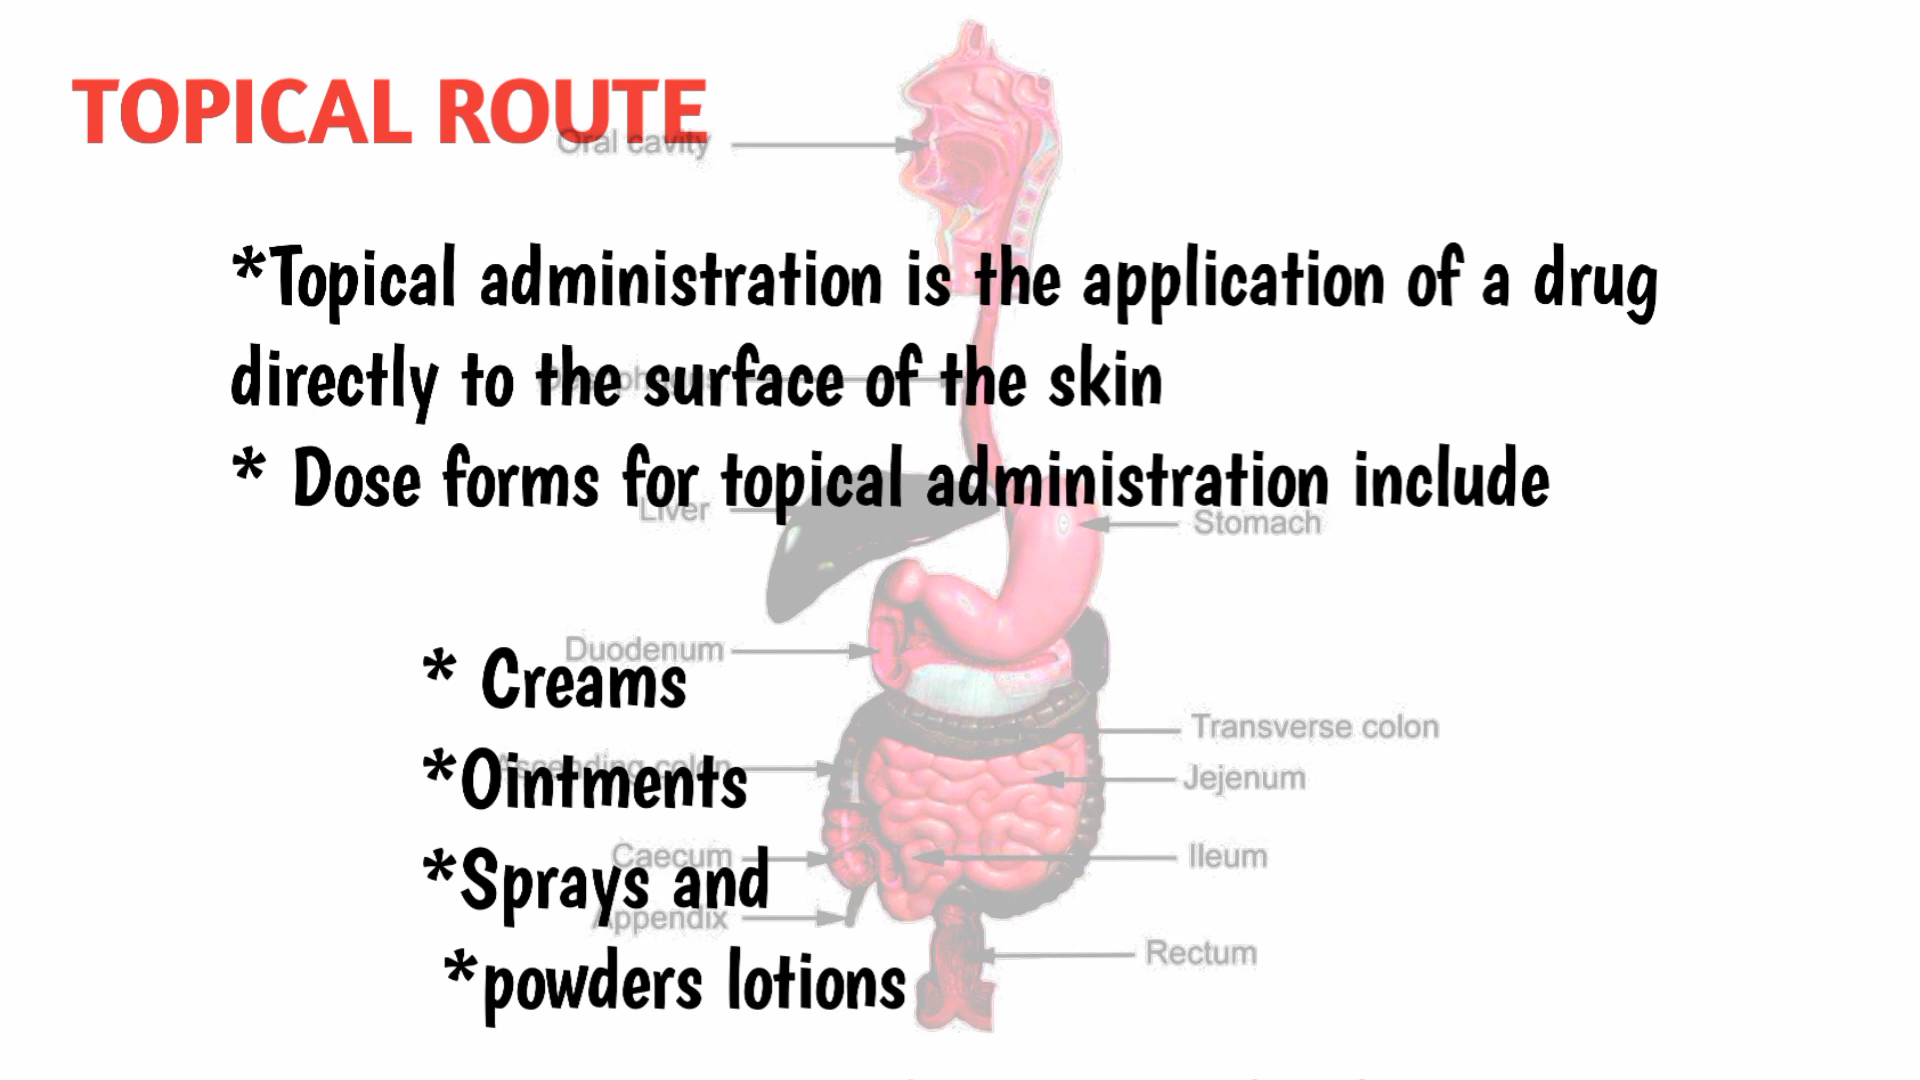 TOPICAL ROUTE
Oral cavity
*Topical administration is the application of a drug
directly to the surface of the skin
* Dose forms for topical administration include
Liver
Stomach
Duodenum
* Creams
Transverse colon
*Ointments
Ascending colon
Jejenum
Caecum
Ileum
*Sprays and
Appendix
Rectum
*powders lotions